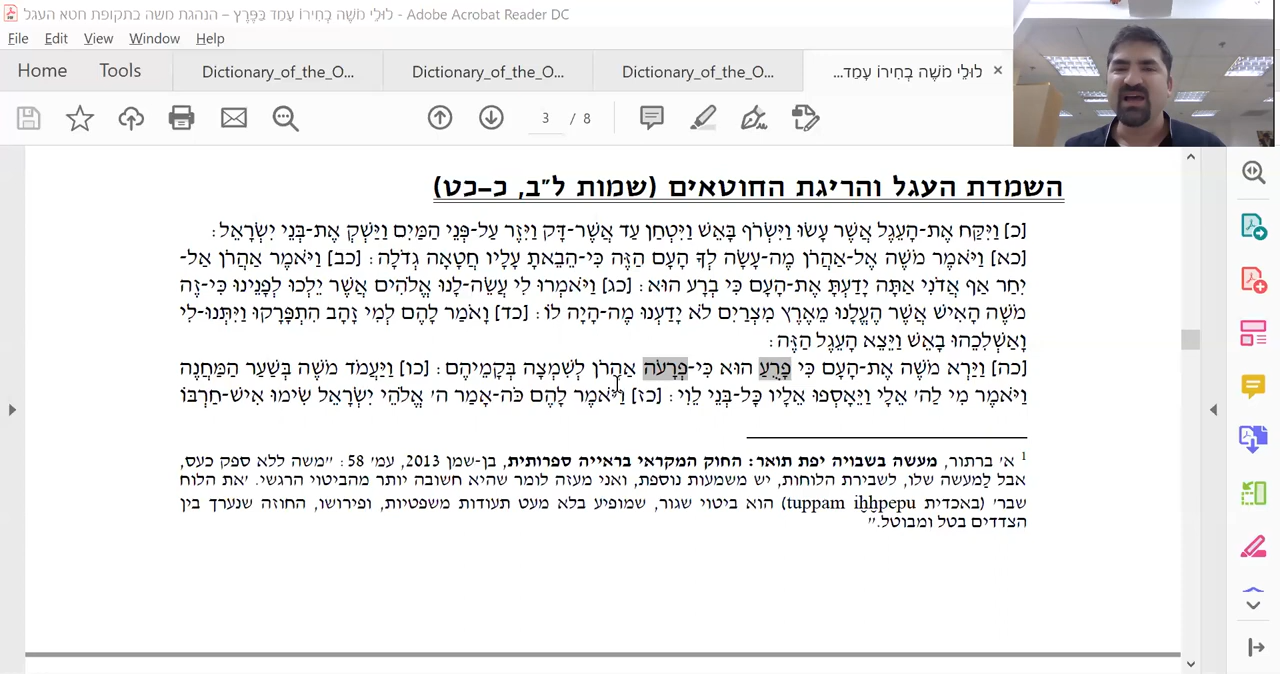 לוּלֵי מֹשֶׁה בְחִירוֹ עָמַד בַּפֶּרֶץ – הנהגת משה בתקופת חטא העגל - Adobe Acrobat Reader DC
File Edit View Window Help
Home Tools Dictionary_of_the_O... Dictionary_of_the_O... Dictionary_of_the_O... לוּלֵי מֹשֶׁה בְחִירוֹ עָמַד... ×
3 / 8
השמדת העגל והריגת החוטאים (שמות ל"ב, כ–כט)
[כ] וַיִּקַּח אֶת-הָעֵגֶל אֲשֶׁר עָשׂוּ וַיִּשְׂרֹף בָּאֵשׁ וַיִּטְחַן עַד אֲשֶׁר-דָּק וַיִּזֶר עַל-פְּנֵי הַמַּיִם וַיַּשְׁקְ אֶת-בְּנֵי יִשְׂרָאֵל :
[כא] וַיֹּאמֶר מֹשֶׁה אֶל-אַהֲרֹן מֶה-עָשָׂה לְךָ הָעָם הַזֶּה כִּי-הֵבֵאתָ עָלָיו חֲטָאָה גְדֹלָה : [כב] וַיֹּאמֶר אַהֲרֹן אַל-
יִחַר אַף אֲדֹנִי אַתָּה יָדַעְתָּ אֶת-הָעָם כִּי בְרָע הוּא : [כג] וַיֹּאמְרוּ לִי עֲשֵׂה-לָנוּ אֱלֹהִים אֲשֶׁר יֵלְכוּ לְפָנֵינוּ כִּי-זֶה
מֹשֶׁה הָאִישׁ אֲשֶׁר הֶעֱלָנוּ מֵאֶרֶץ מִצְרַיִם לֹא יָדַעְנוּ מֶה-הָיָה לוֹ : [כד] וָאֹמַר לָהֶם לְמִי זָהָב הִתְפָּרָקוּ וַיִּתְּנוּ-לִי
וָאַשְׁלִכֵהוּ בָאֵשׁ וַיֵּצֵא הָעֵגֶל הַזֶּה :
[כה] וַיַּרְא מֹשֶׁה אֶת-הָעָם כִּי פָרֻעַ הוּא כִּי-פְרָעֹה אַהֲרֹן לְשִׁמְצָה בְּקָמֵיהֶם : [כו] וַיַּעֲמֹד מֹשֶׁה בְּשַׁעַר הַמַּחֲנֶה
וַיֹּאמֶר מִי לַה' אֵלָי וַיֵּאָסְפוּ אֵלָיו כָּל-בְּנֵי לֵוִי : [כז] וַיֹּאמֶר לָהֶם כֹּה-אָמַר ה' אֱלֹהֵי יִשְׂרָאֵל שִׂימוּ אִישׁ-חַרְבּוֹ
1 א' ברתור, מעשה בשבויה יפת תואר: החוק המקראי בראייה ספרותית, בן-שמן 2013, עמ' 58 : "משה ללא ספק כעס,
אבל למַעשה שלו, לשבירת הלוחות, יש משמעות נוספת, ואני מעזה לומר שהיא חשובה יותר מהביטוי הרגשי. 'את הלוח
שבר' (באכדית tuppam iḫḫpepu) הוא ביטוי שגור, שמופיע בלא מעט תעודות משפטיות, ופירושו, החוזה שנערך בין
הצדדים בטל ומבוטל."